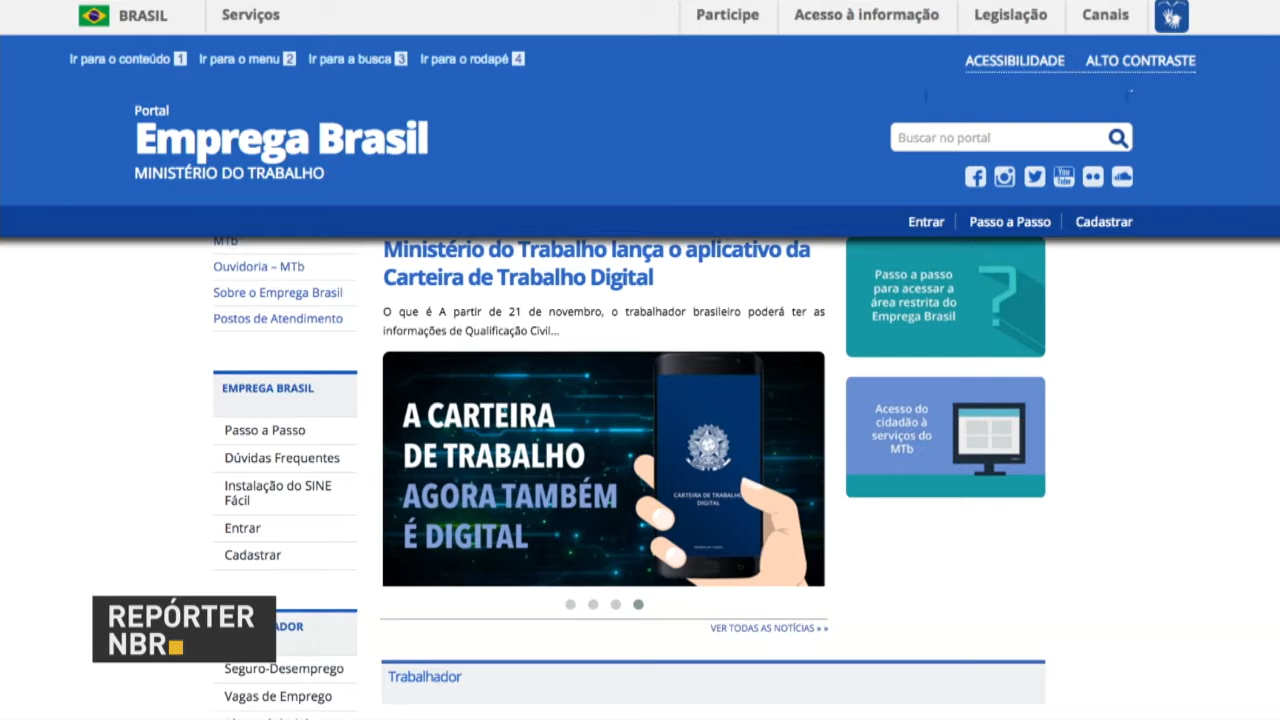 BRASIL
Serviços
Participe
Acesso à informação
Legislação
Canais
Ir para o conteúdo 1
Ir para o menu 2
Ir para a busca 3
Ir para o rodapé 4
ACESSIBILIDADE
ALTO CONTRASTE
Portal
Emprega Brasil
MINISTÉRIO DO TRABALHO
Buscar no portal
You
Tube
Entrar
Passo a Passo
Cadastrar
MTb
Ouvidoria – MTb
Sobre o Emprega Brasil
Postos de Atendimento
EMPREGA BRASIL
Passo a Passo
Dúvidas Frequentes
Instalação do SINE
Fácil
Entrar
Cadastrar
Seguro-Desemprego
Vagas de Emprego
Ministério do Trabalho lança o aplicativo da
Carteira de Trabalho Digital
O que é A partir de 21 de novembro, o trabalhador brasileiro poderá ter as
informações de Qualificação Civil...
A CARTEIRA
DE TRABALHO
AGORA TAMBÉM
É DIGITAL
CARTEIRA DE TRABALHO
DIGITAL
VER TODAS AS NOTÍCIAS » »
Trabalhador
Passo a passo
para acessar a
área restrita do
Emprega Brasil
Acesso do
cidadão à
serviços do
MTb
REPÓRTER
NBR